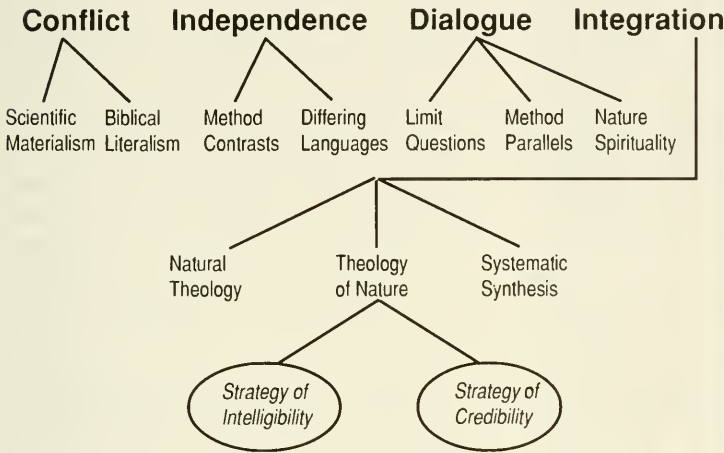 Conflict Independence Dialogue Integration
Scientific Materialism
Biblical Literalism
Method Contrasts
Differing Languages
Limit Questions
Method Parallels
Nature Spirituality
Natural Theology
Theology of Nature
Systematic Synthesis
Strategy of Intelligibility
Strategy of Credibility